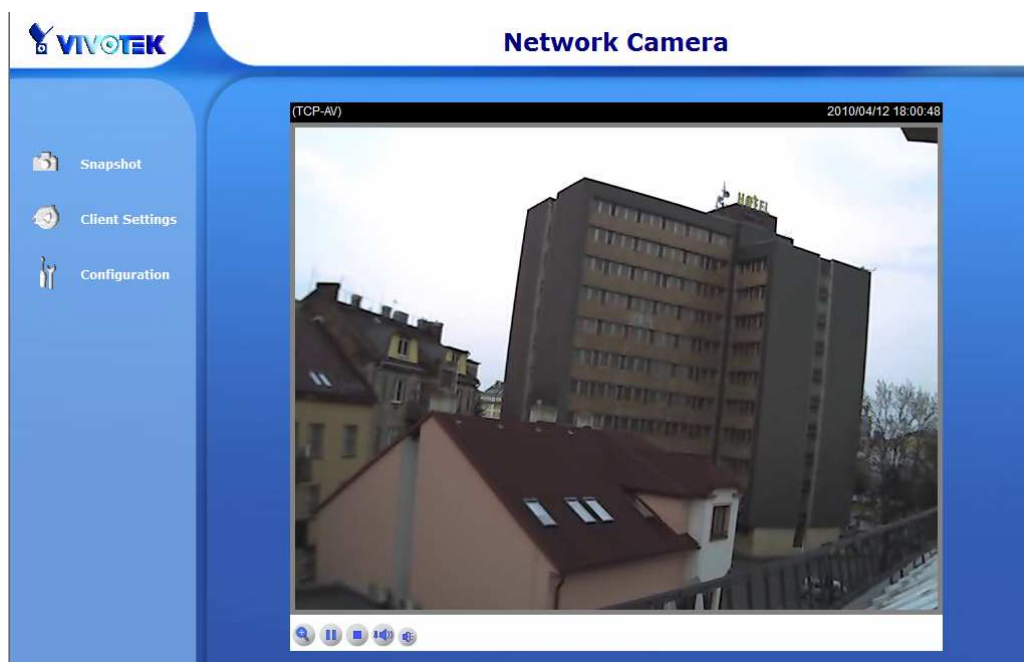 VIVOTEK
Network Camera
(TCP-AV) 2010/04/12 18:00:48
Snapshot
Client Settings
Configuration
HOTEL